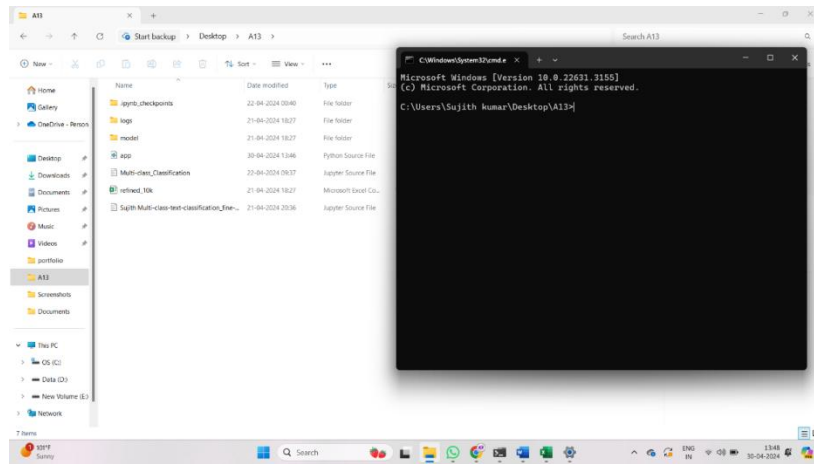 A13
Start backup > Desktop > A13 >
Search A13
New
Sort
View
Name
Date modified
Type
Home
Gallery
OneDrive - Person
Desktop
Downloads
Documents
Pictures
Music
Videos
portfolio
A13
Screenshots
Documents
This PC
OS (C:)
Data (D:)
New Volume (E:)
Network
.ipynb_checkpoints 22-04-2024 00:40 File folder
logs 21-04-2024 18:27 File folder
model 21-04-2024 18:27 File folder
app 30-04-2024 13:46 Python Source File
Multi-class_Classification 22-04-2024 09:37 Jupyter Source File
refined_10k 21-04-2024 18:27 Microsoft Excel Co...
Sujith Multi-class-text-classification_fine-... 21-04-2024 20:36 Jupyter Source File
C:\Windows\System32\cmd.e
Microsoft Windows [Version 10.0.22631.3155]
(c) Microsoft Corporation. All rights reserved.
C:\Users\Sujith kumar\Desktop\A13>
7 items
101°F
Sunny
Search
ENG
IN
13:48
30-04-2024